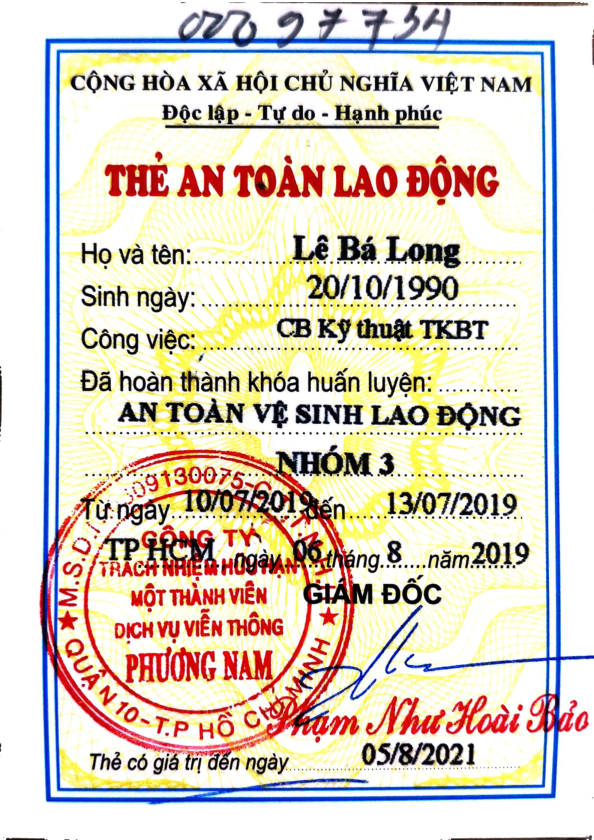 00097754
CỘNG HÒA XÃ HỘI CHỦ NGHĨA VIỆT NAM
Độc lập - Tự do - Hạnh phúc
THẺ AN TOÀN LAO ĐỘNG
Họ và tên: Lê Bá Long
Sinh ngày: 20/10/1990
Công việc: CB Kỹ thuật TKBT
Đã hoàn thành khóa huấn luyện:
AN TOÀN VỆ SINH LAO ĐỘNG
NHÓM 3
Từ ngày 10/07/2019 đến 13/07/2019
TP HCM ngày 06 tháng 8 năm 2019
GIÁM ĐỐC
CÔNG TY
TRÁCH NHIỆM HỮU HẠN
MỘT THÀNH VIÊN
DỊCH VỤ VIỄN THÔNG
PHƯƠNG NAM
QUẬN 10 - T.P HỒ CHÍ MINH
Phạm Như Hoài Bảo
Thẻ có giá trị đến ngày 05/8/2021